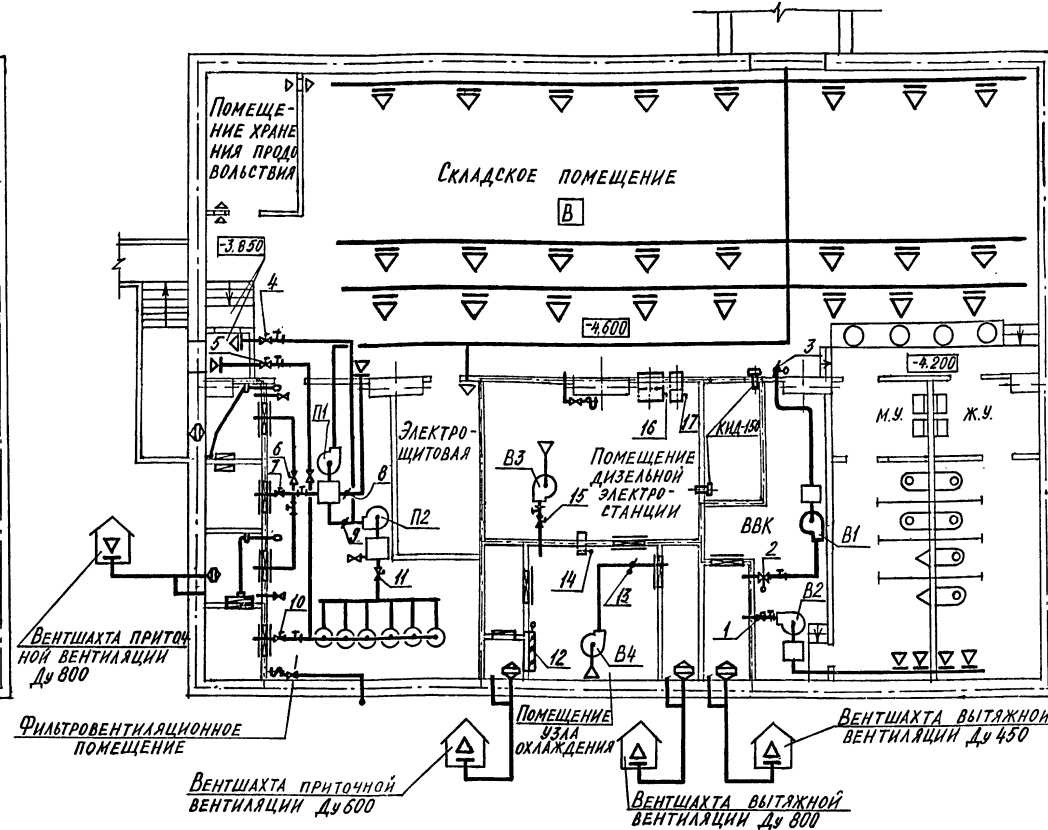 ПОМЕЩЕ-
НИЕ ХРАНЕ
НИЯ ПРОДО
ВОЛЬСТВИЯ
СКЛАДСКОЕ ПОМЕЩЕНИЕ
В
-3.850
4
5
-4.600
3
-4.200
П1
ЭЛЕКТРО-
ЩИТОВАЯ
16
17
КИД-150
М.У.
Ж.У.
6
7
8
В3
ПОМЕЩЕНИЕ
ДИЗЕЛЬНОЙ
ЭЛЕКТРО-
СТАНЦИИ
15
П2
9
ВВК
В1
2
11
14
13
В2
1
10
12
В4
ВЕНТШАХТА ПРИТОЧ
НОЙ ВЕНТИЛЯЦИИ
Ду 800
ФИЛЬТРОВЕНТИЛЯЦИОННОЕ
ПОМЕЩЕНИЕ
ПОМЕЩЕНИЕ
УЗЛА
ОХЛАЖДЕНИЯ
ВЕНТШАХТА ВЫТЯЖНОЙ
ВЕНТИЛЯЦИИ Ду 450
ВЕНТШАХТА ПРИТОЧНОЙ
ВЕНТИЛЯЦИИ Ду 600
ВЕНТШАХТА ВЫТЯЖНОЙ
ВЕНТИЛЯЦИИ Ду 800